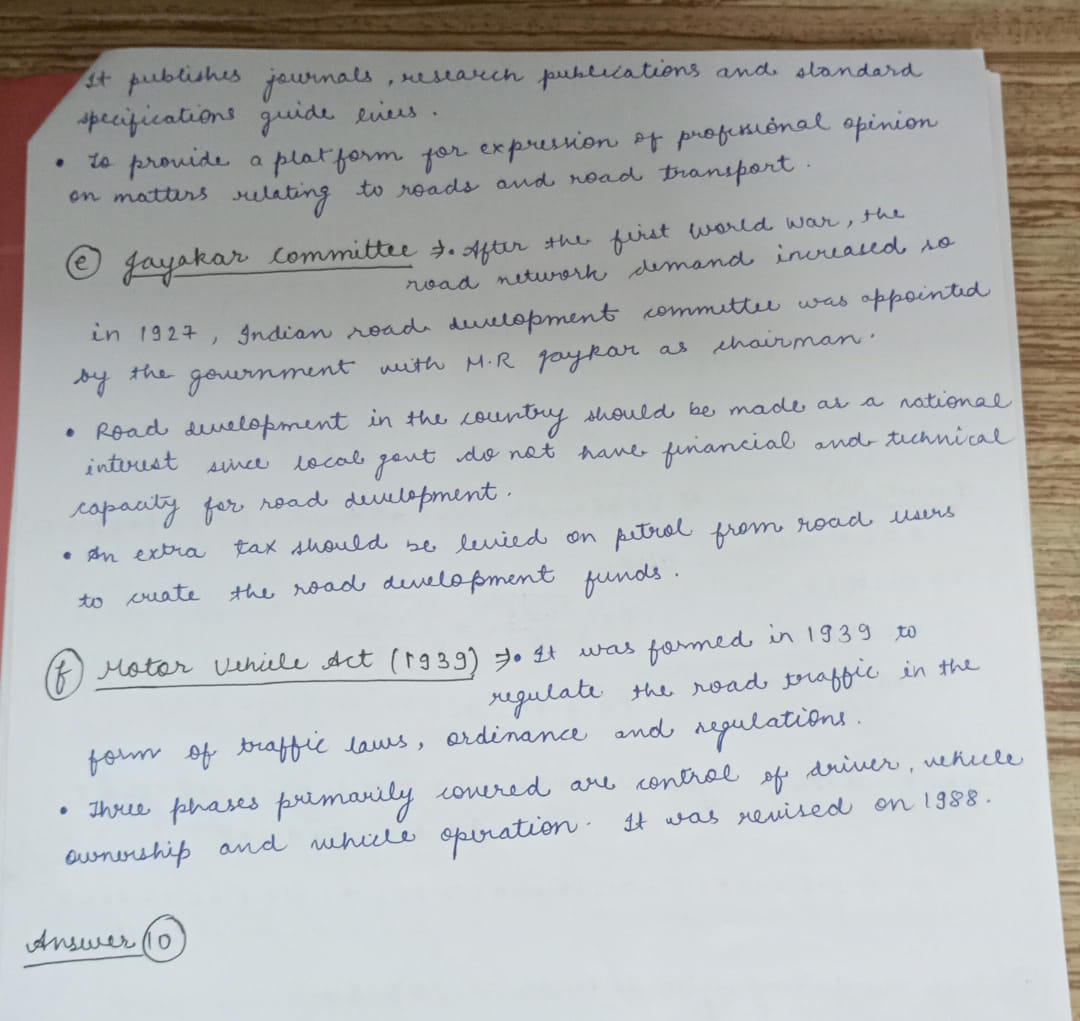 It publishes journals, research publications and standard
specifications guide lines.
• To provide a platform for expression of professional opinion
on matters relating to roads and road transport.
(e) Jayakar Committee ⇒ • After the first world war, the
road network demand increased so
in 1927, Indian road development committee was appointed
by the government with M.R Jaykar as chairman.
• Road development in the country should be made as a national
interest since local govt do not have financial and technical
capacity for road development.
• An extra tax should be levied on petrol from road users
to create the road development funds.
(f) Motor Vehicle Act (1939) ⇒ • It was formed in 1939 to
regulate the road traffic in the
form of traffic laws, ordinance and regulations.
• Three phases primarily covered are control of driver, vehicle
ownership and vehicle operation. It was revised on 1988.
Answer (10)